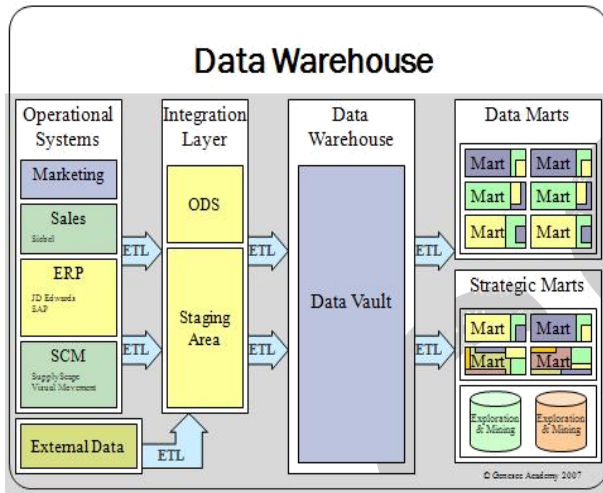 Data Warehouse
Operational
Systems
Marketing
Sales
Siebel
ERP
JD Edwards
SAP
SCM
SupplyScape
Visual Movement
External Data
ETL
ETL
ETL
Integration
Layer
ODS
Staging
Area
ETL
ETL
Data
Warehouse
Data Vault
ETL
ETL
Data Marts
Mart
Mart
Mart
Mart
Mart
Mart
Strategic Marts
Mart
Mart
Mart
Mart
Exploration
& Mining
Exploration
& Mining
© Genesee Academy 2007